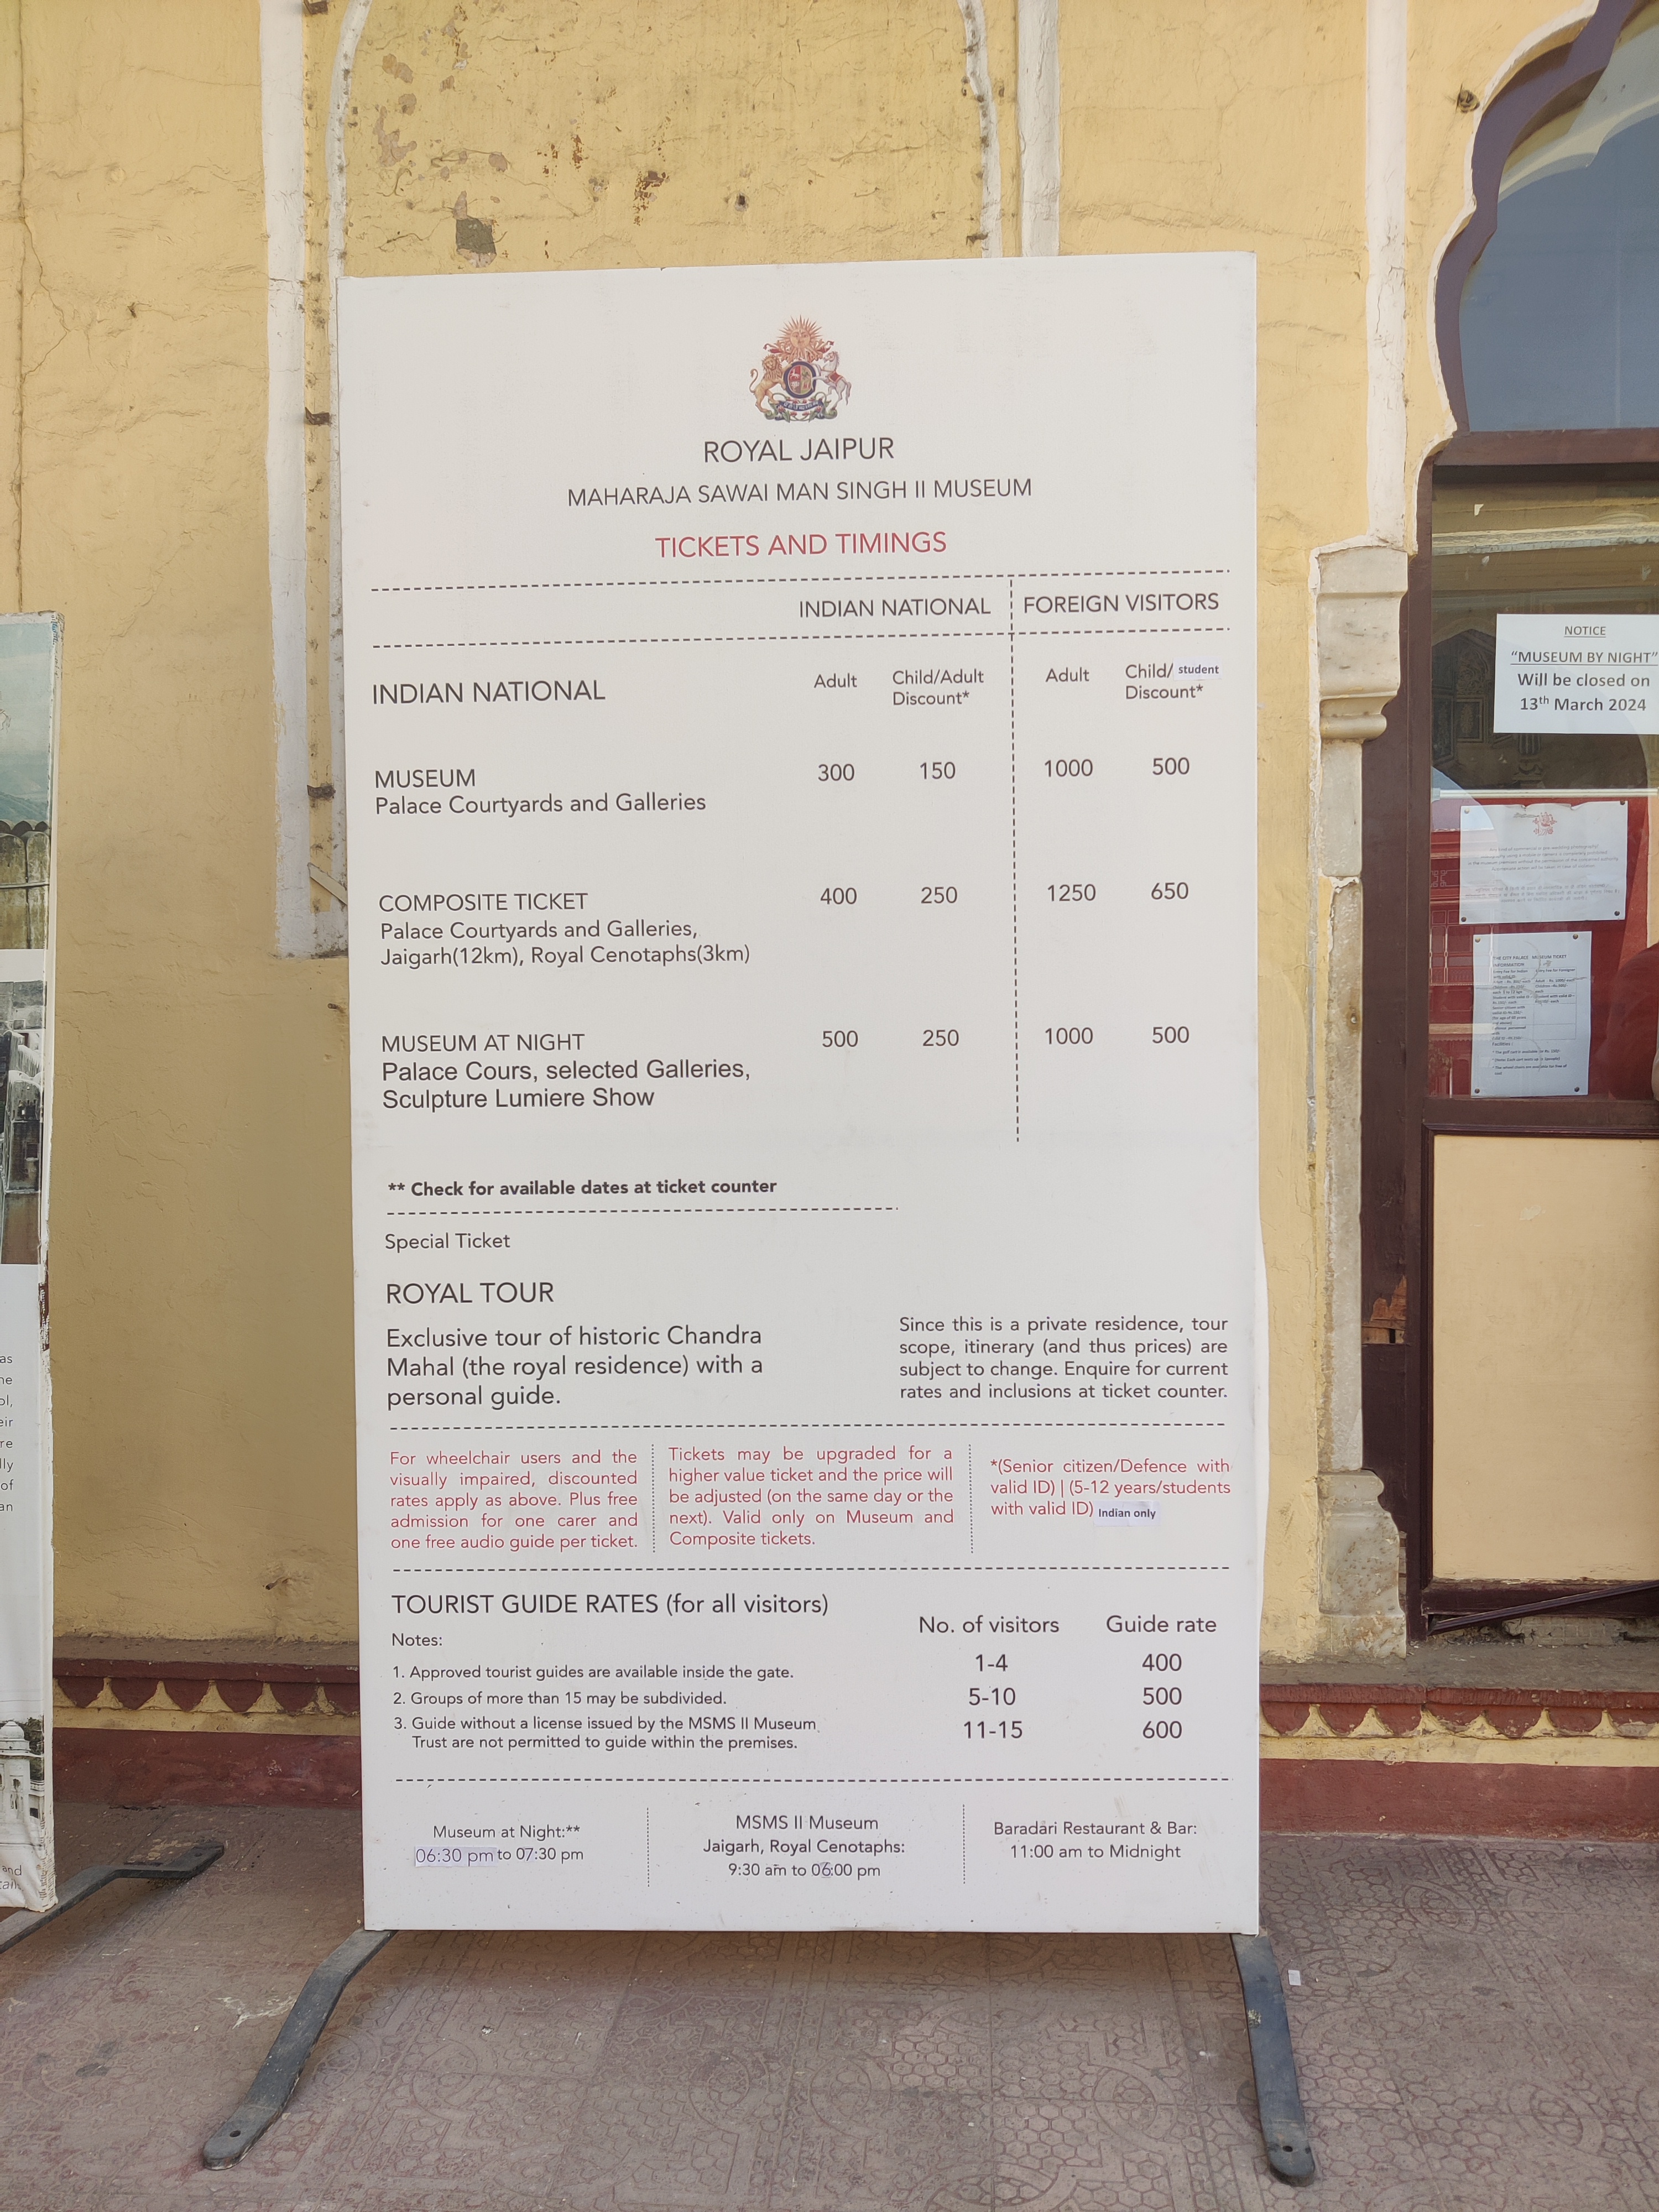 ROYAL JAIPUR
MAHARAJA SAWAI MAN SINGH II MUSEUM
TICKETS AND TIMINGS
INDIAN NATIONAL FOREIGN VISITORS
INDIAN NATIONAL Adult Child/Adult Discount* Adult Child/ student Discount*
MUSEUM 300 150 1000 500
Palace Courtyards and Galleries
COMPOSITE TICKET 400 250 1250 650
Palace Courtyards and Galleries,
Jaigarh(12km), Royal Cenotaphs(3km)
MUSEUM AT NIGHT 500 250 1000 500
Palace Cours, selected Galleries,
Sculpture Lumiere Show
** Check for available dates at ticket counter
Special Ticket
ROYAL TOUR
Exclusive tour of historic Chandra
Mahal (the royal residence) with a
personal guide.
Since this is a private residence, tour
scope, itinerary (and thus prices) are
subject to change. Enquire for current
rates and inclusions at ticket counter.
For wheelchair users and the
visually impaired, discounted
rates apply as above. Plus free
admission for one carer and
one free audio guide per ticket.
Tickets may be upgraded for a
higher value ticket and the price will
be adjusted (on the same day or the
next). Valid only on Museum and
Composite tickets.
*(Senior citizen/Defence with
valid ID) | (5-12 years/students
with valid ID) Indian only
TOURIST GUIDE RATES (for all visitors)
Notes:
1. Approved tourist guides are available inside the gate.
2. Groups of more than 15 may be subdivided.
3. Guide without a license issued by the MSMS II Museum
Trust are not permitted to guide within the premises.
No. of visitors Guide rate
1-4 400
5-10 500
11-15 600
Museum at Night:**
06:30 pm to 07:30 pm
MSMS II Museum
Jaigarh, Royal Cenotaphs:
9:30 am to 06:00 pm
Baradari Restaurant & Bar:
11:00 am to Midnight
NOTICE
"MUSEUM BY NIGHT"
Will be closed on
13th March 2024
THE CITY PALACE MUSEUM TICKET
INFORMATION